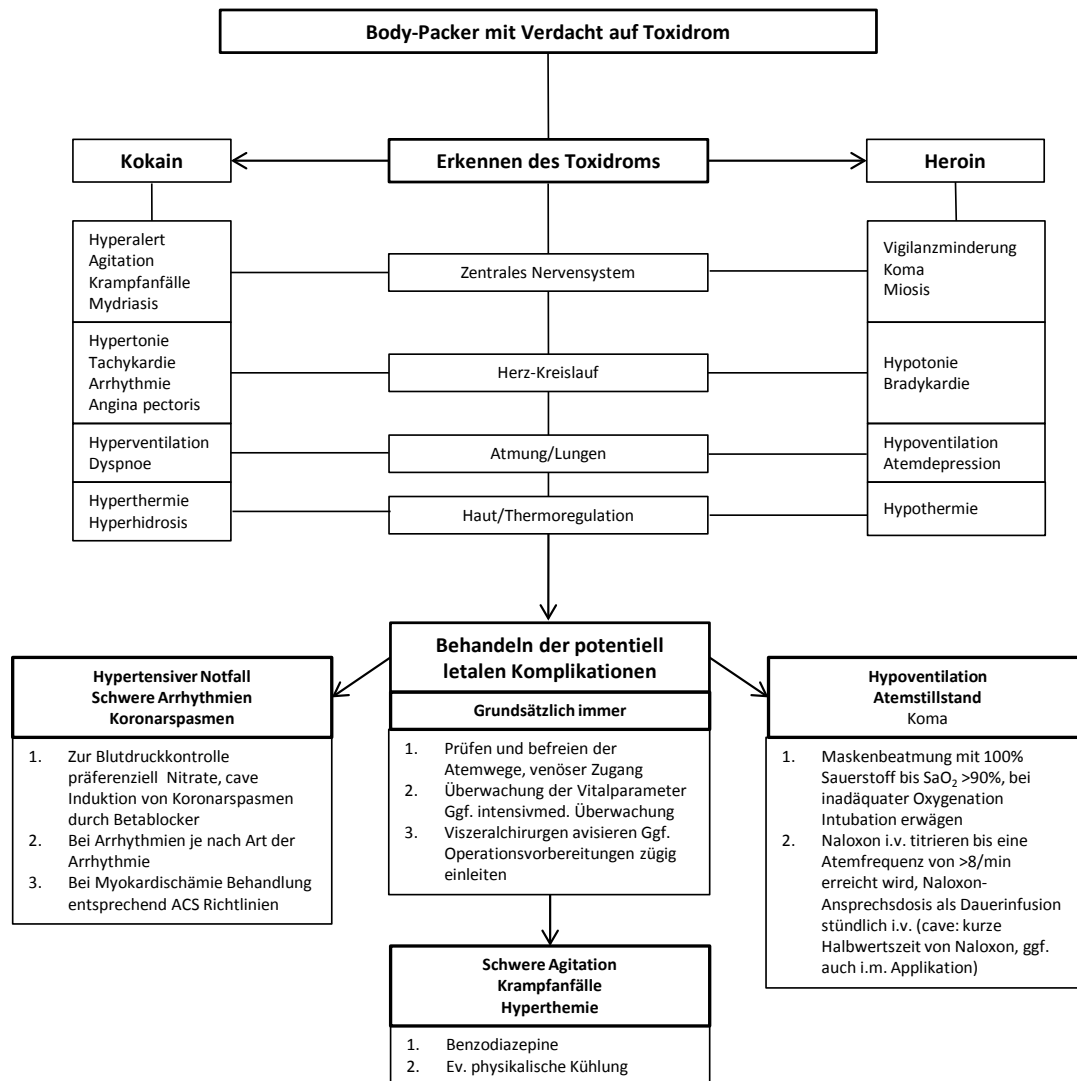 Body-Packer mit Verdacht auf Toxidrom
Kokain
Erkennen des Toxidroms
Heroin
Hyperalert
Agitation
Krampfanfälle
Mydriasis
Zentrales Nervensystem
Vigilanzminderung
Koma
Miosis
Hypertonie
Tachykardie
Arrhythmie
Angina pectoris
Herz-Kreislauf
Hypotonie
Bradykardie
Hyperventilation
Dyspnoe
Atmung/Lungen
Hypoventilation
Atemdepression
Hyperthermie
Hyperhidrosis
Haut/Thermoregulation
Hypothermie
Behandeln der potentiell
letalen Komplikationen
Grundsätzlich immer
1. Prüfen und befreien der
Atemwege, venöser Zugang
2. Überwachung der Vitalparameter
Ggf. intensivmed. Überwachung
3. Viszeralchirurgen avisieren Ggf.
Operationsvorbereitungen zügig
einleiten
Hypertensiver Notfall
Schwere Arrhythmien
Koronarspasmen
1. Zur Blutdruckkontrolle
präferenziell Nitrate, cave
Induktion von Koronarspasmen
durch Betablocker
2. Bei Arrhythmien je nach Art der
Arrhythmie
3. Bei Myokardischämie Behandlung
entsprechend ACS Richtlinien
Hypoventilation
Atemstillstand
Koma
1. Maskenbeatmung mit 100%
Sauerstoff bis SaO₂ >90%, bei
inadäquater Oxygenation
Intubation erwägen
2. Naloxon i.v. titrieren bis eine
Atemfrequenz von >8/min
erreicht wird, Naloxon-
Ansprechsdosis als Dauerinfusion
stündlich i.v. (cave: kurze
Halbwertszeit von Naloxon, ggf.
auch i.m. Applikation)
Schwere Agitation
Krampfanfälle
Hyperthemie
1. Benzodiazepine
2. Ev. physikalische Kühlung